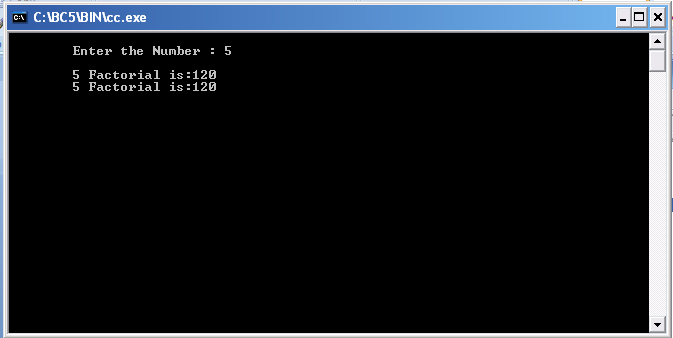 C:\BC5\BIN\cc.exe
Enter the Number : 5
5 Factorial is:120
5 Factorial is:120